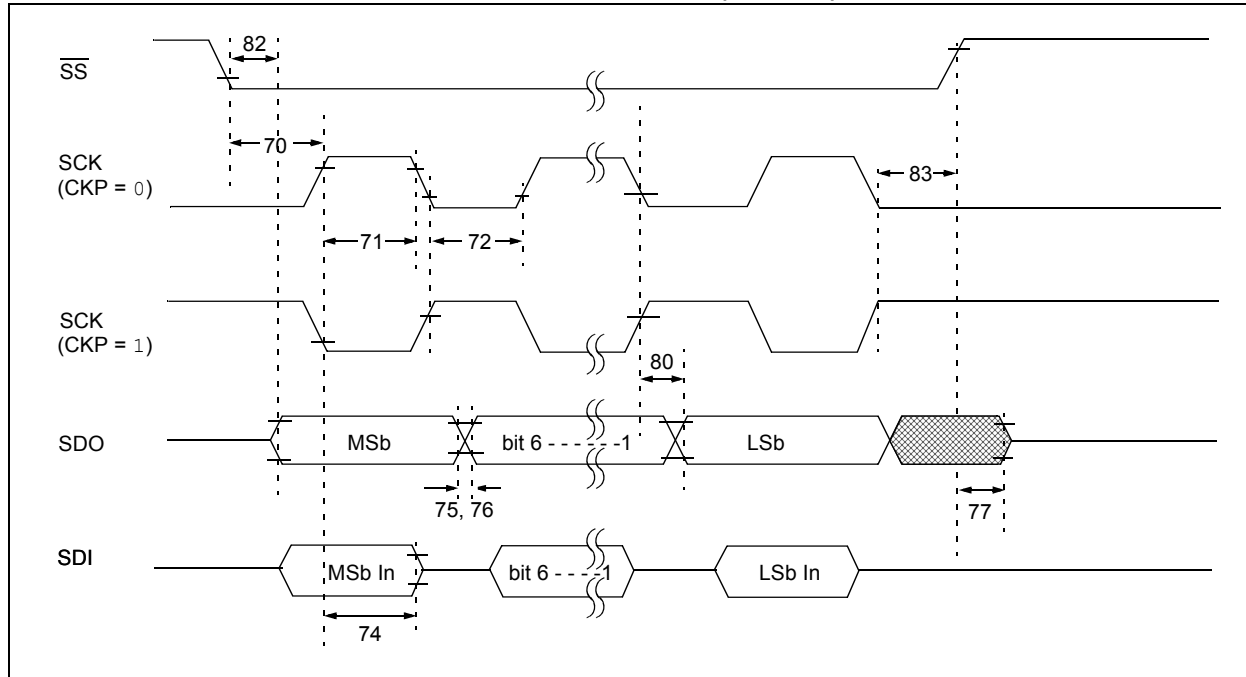 82
SS
70
SCK
(CKP = 0)
83
71
72
SCK
(CKP = 1)
80
SDO
MSb
bit 6 - - - - - -1
LSb
75, 76
77
SDI
MSb In
bit 6 - - - -1
LSb In
74